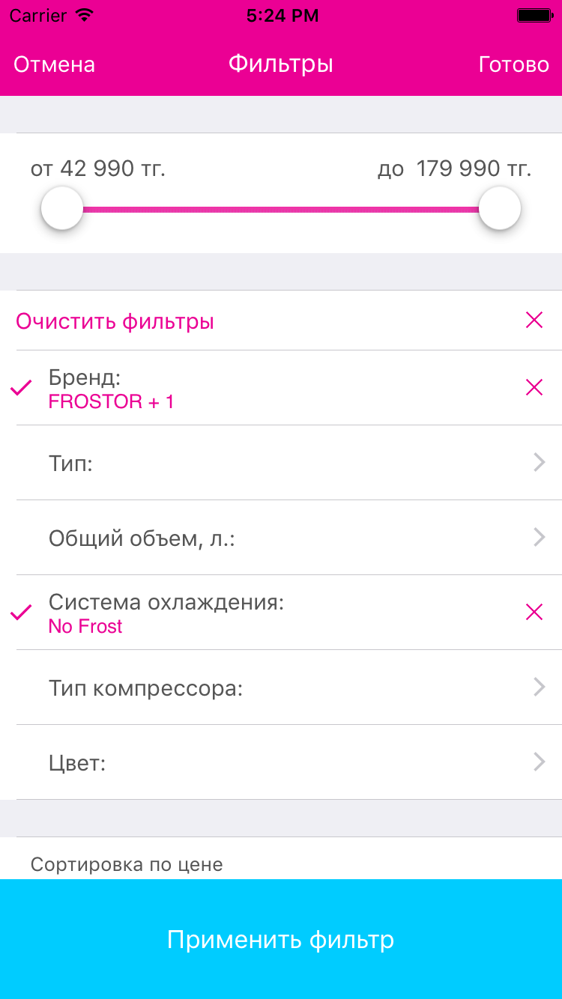 Carrier 5:24 PM
Отмена Фильтры Готово
от 42 990 тг. до 179 990 тг.
Очистить фильтры
Бренд:
FROSTOR + 1
Тип:
Общий объем, л.:
Система охлаждения:
No Frost
Тип компрессора:
Цвет:
Сортировка по цене
Применить фильтр